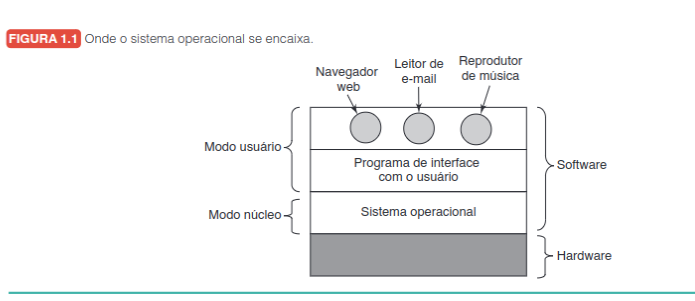 FIGURA 1.1 Onde o sistema operacional se encaixa.
Navegador
web
Leitor de
e-mail
Reprodutor
de música
Modo usuário
Programa de interface
com o usuário
Software
Modo núcleo
Sistema operacional
Hardware